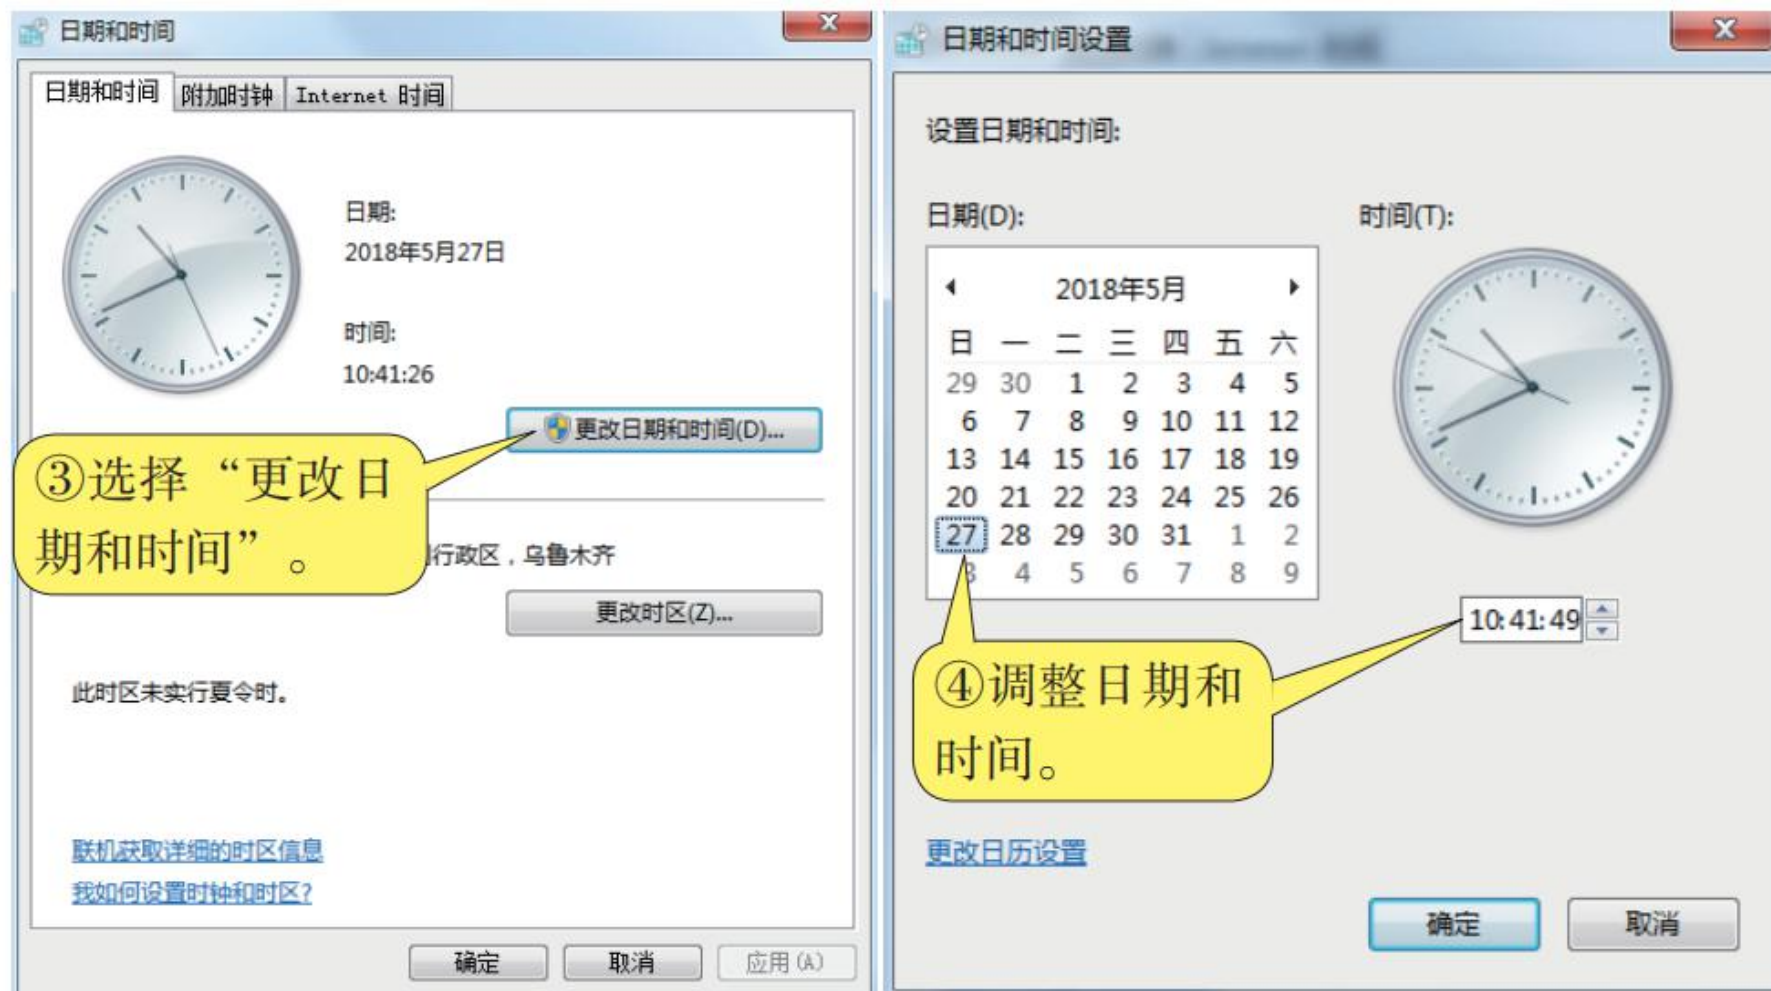 日期和时间
日期和时间 附加时钟 Internet 时间
日期:
2018年5月27日
时间:
10:41:26
更改日期和时间(D)...
③选择“更改日
期和时间”。
行政区，乌鲁木齐
更改时区(Z)...
此时区未实行夏令时。
联机获取详细的时区信息
我如何设置时钟和时区?
确定 取消 应用(A)
日期和时间设置
设置日期和时间:
日期(D):
时间(T):
2018年5月
日 一 二 三 四 五 六
29 30 1 2 3 4 5
6 7 8 9 10 11 12
13 14 15 16 17 18 19
20 21 22 23 24 25 26
27 28 29 30 31 1 2
3 4 5 6 7 8 9
10:41:49
④调整日期和
时间。
更改日历设置
确定 取消